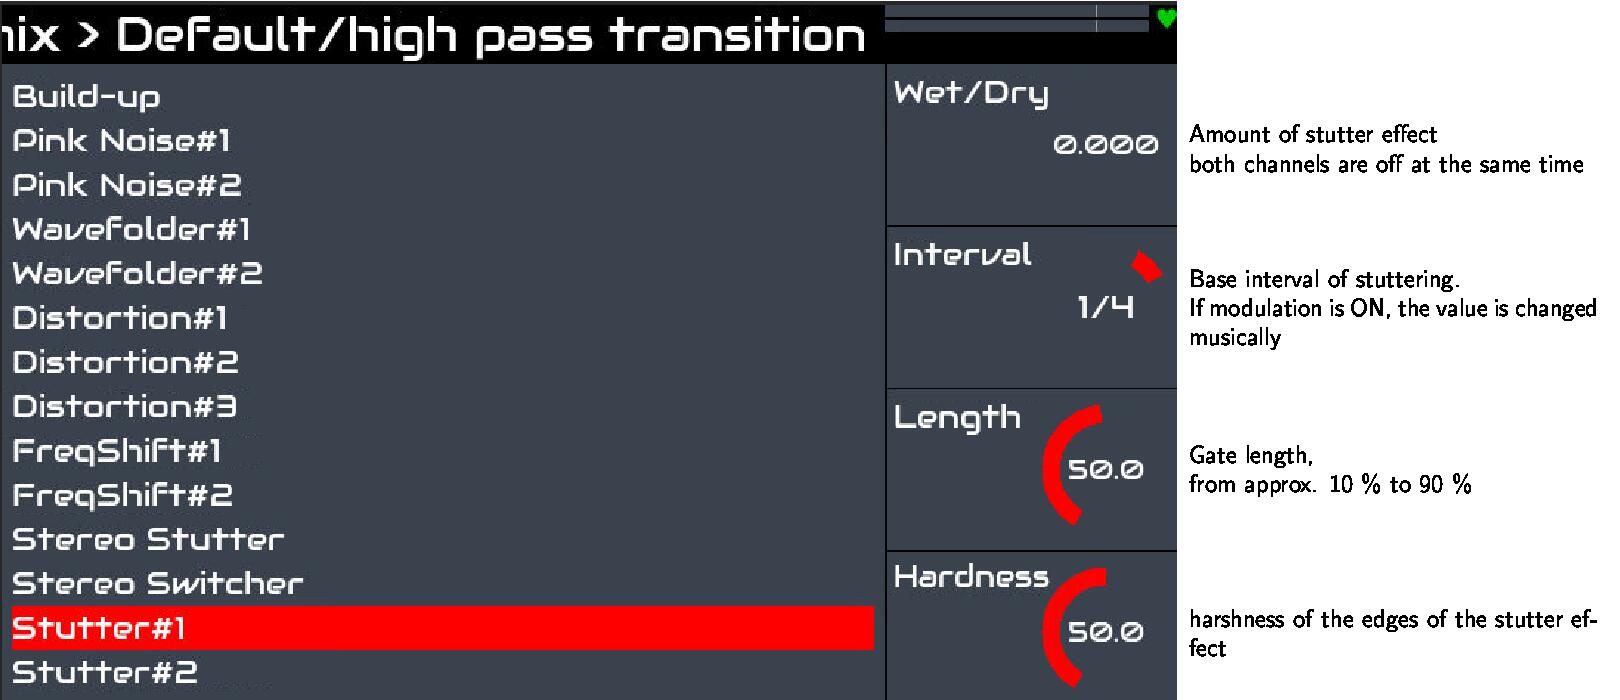 ix > Default/high pass transition
Build-up
Pink Noise#1
Pink Noise#2
Wavefolder#1
Wavefolder#2
Distortion#1
Distortion#2
Distortion#3
FreqShift#1
FreqShift#2
Stereo Stutter
Stereo Switcher
Stutter#1
Stutter#2
Wet/Dry
0.000
Amount of stutter effect
both channels are off at the same time
Interval
1/4
Base interval of stuttering.
If modulation is ON, the value is changed
musically
Length
50.0
Gate length,
from approx. 10 % to 90 %
Hardness
50.0
harshness of the edges of the stutter ef-
fect